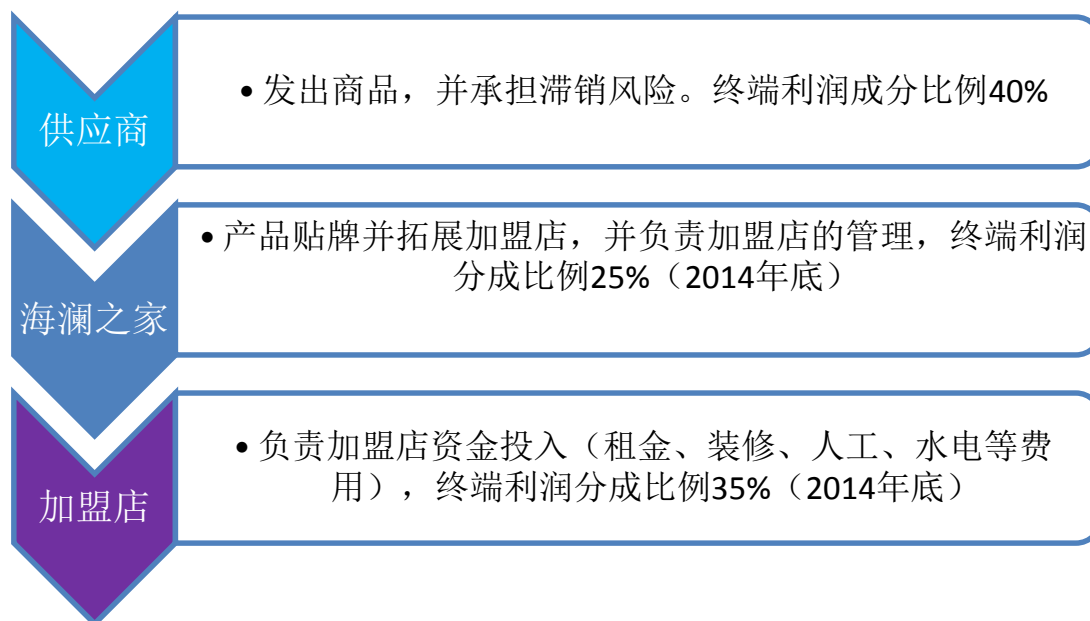 供应商
• 发出商品，并承担滞销风险。终端利润成分比例40%
海澜之家
• 产品贴牌并拓展加盟店，并负责加盟店的管理，终端利润
分成比例25%（2014年底）
加盟店
• 负责加盟店资金投入（租金、装修、人工、水电等费
用），终端利润分成比例35%（2014年底）